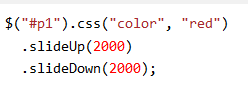 $("#p1").css("color", "red")
  .slideUp(2000)
  .slideDown(2000);